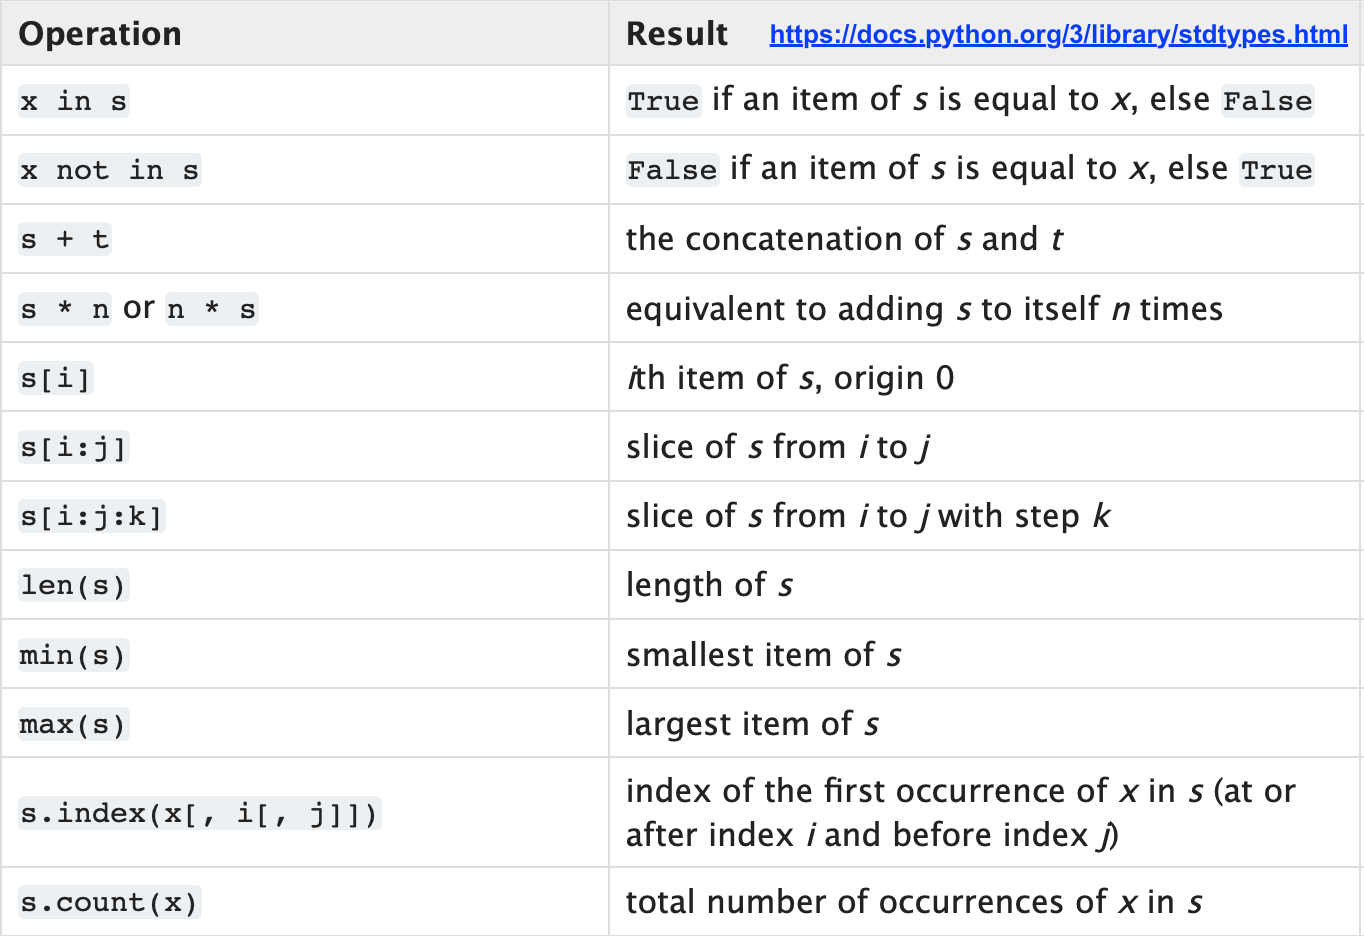 Operation Result https://docs.python.org/3/library/stdtypes.html
x in s True if an item of s is equal to x, else False
x not in s False if an item of s is equal to x, else True
s + t the concatenation of s and t
s * n or n * s equivalent to adding s to itself n times
s[i] ith item of s, origin 0
s[i:j] slice of s from i to j
s[i:j:k] slice of s from i to j with step k
len(s) length of s
min(s) smallest item of s
max(s) largest item of s
s.index(x[, i[, j]]) index of the first occurrence of x in s (at or
after index i and before index j)
s.count(x) total number of occurrences of x in s